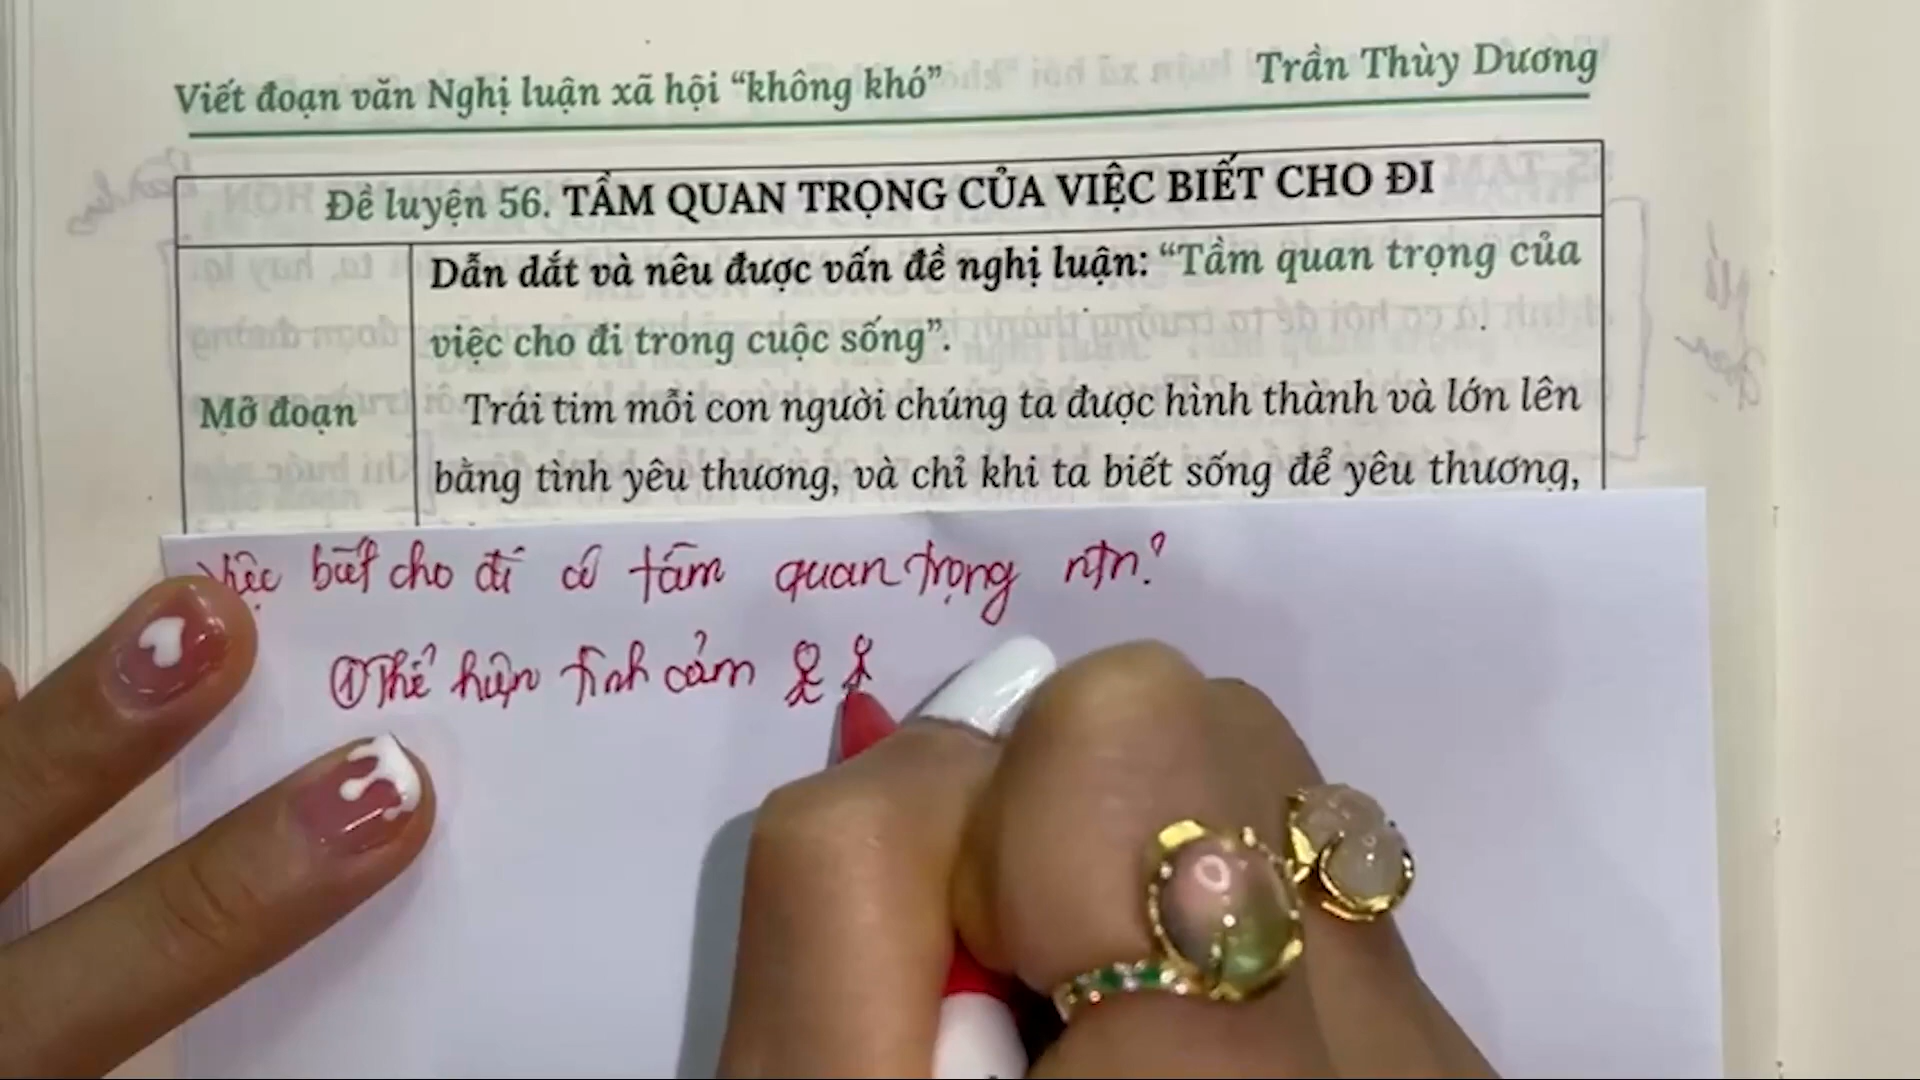 Viết đoạn văn Nghị luận xã hội “không khó”
Trần Thùy Dương
Đề luyện 56. TẦM QUAN TRỌNG CỦA VIỆC BIẾT CHO ĐI
Dẫn dắt và nêu được vấn đề nghị luận: “Tầm quan trọng của
việc cho đi trong cuộc sống”.
Mở đoạn
Trái tim mỗi con người chúng ta được hình thành và lớn lên
bằng tình yêu thương, và chỉ khi ta biết sống để yêu thương,
Việc biết cho đi có tầm quan trọng ntn?
① Thể hiện tình cảm